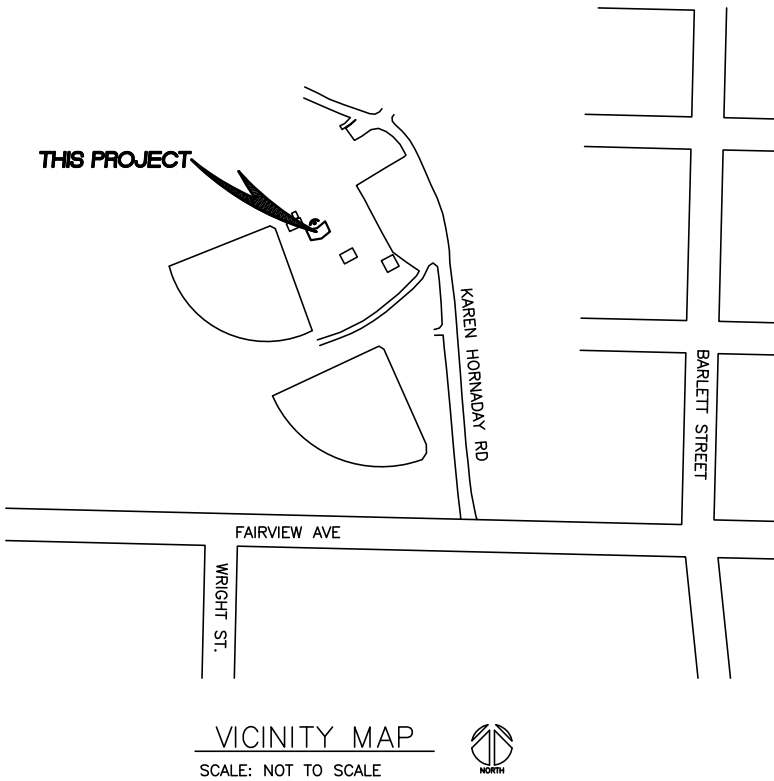 THIS PROJECT
KAREN HORNADAY RD
BARLETT STREET
FAIRVIEW AVE
WRIGHT ST.
VICINITY MAP
SCALE: NOT TO SCALE
NORTH